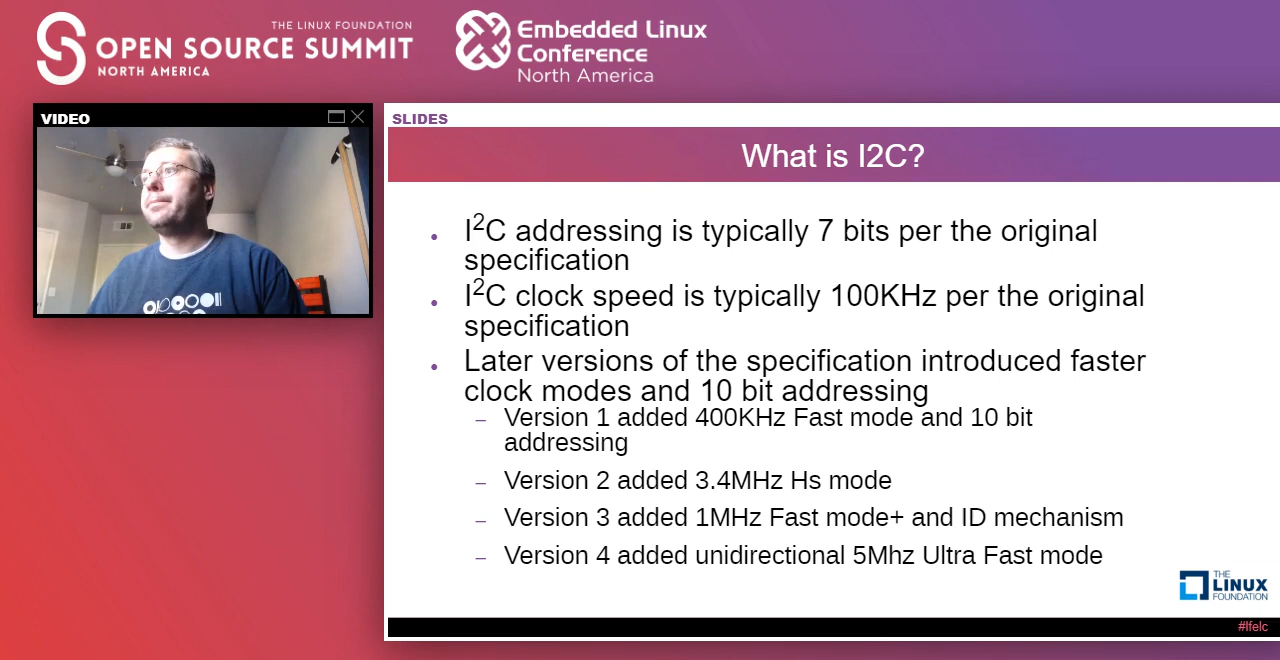 THE LINUX FOUNDATION
OPEN SOURCE SUMMIT
NORTH AMERICA
Embedded Linux
Conference
North America
VIDEO
SLIDES
What is I2C?
I²C addressing is typically 7 bits per the original
specification
I²C clock speed is typically 100KHz per the original
specification
Later versions of the specification introduced faster
clock modes and 10 bit addressing
– Version 1 added 400KHz Fast mode and 10 bit
addressing
– Version 2 added 3.4MHz Hs mode
– Version 3 added 1MHz Fast mode+ and ID mechanism
– Version 4 added unidirectional 5Mhz Ultra Fast mode
THE
LINUX
FOUNDATION
#lfelc